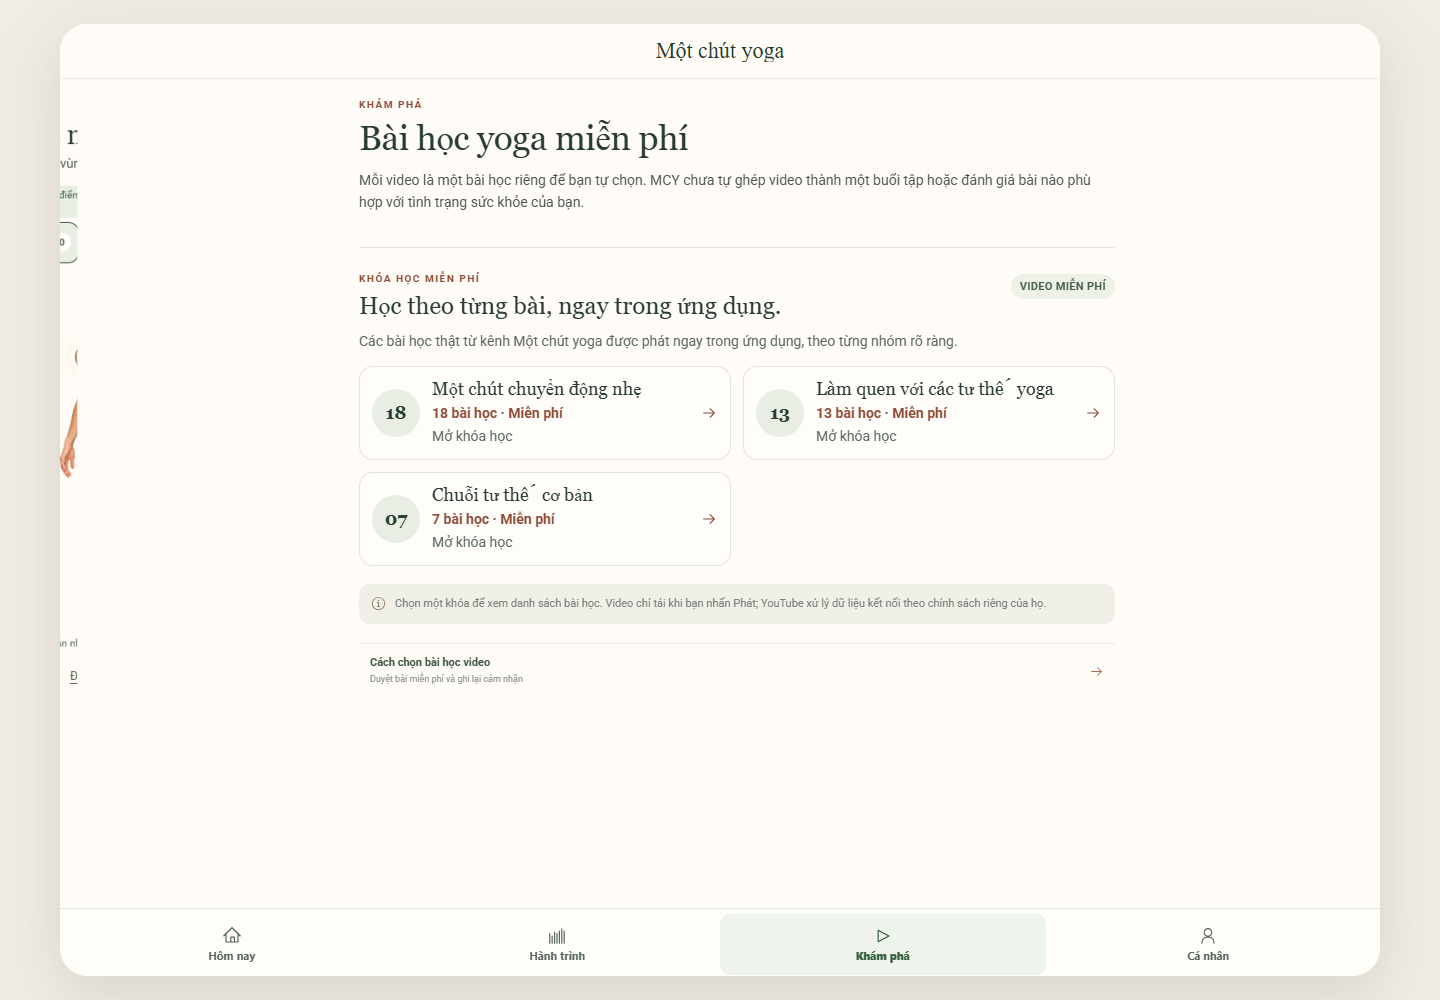 Một chút yoga
KHÁM PHÁ
Bài học yoga miễn phí
Mỗi video là một bài học riêng để bạn tự chọn. MCY chưa tự ghép video thành một buổi tập hoặc đánh giá bài nào phù
hợp với tình trạng sức khỏe của bạn.
KHÓA HỌC MIỄN PHÍ
VIDEO MIỄN PHÍ
Học theo từng bài, ngay trong ứng dụng.
Các bài học thật từ kênh Một chút yoga được phát ngay trong ứng dụng, theo từng nhóm rõ ràng.
18
Một chút chuyển động nhẹ
18 bài học · Miễn phí
Mở khóa học
13
Làm quen với các tư thế yoga
13 bài học · Miễn phí
Mở khóa học
07
Chuỗi tư thế cơ bản
7 bài học · Miễn phí
Mở khóa học
Chọn một khóa để xem danh sách bài học. Video chỉ tải khi bạn nhấn Phát; YouTube xử lý dữ liệu kết nối theo chính sách riêng của họ.
Cách chọn bài học video
Duyệt bài miễn phí và ghi lại cảm nhận
Hôm nay
Hành trình
Khám phá
Cá nhân